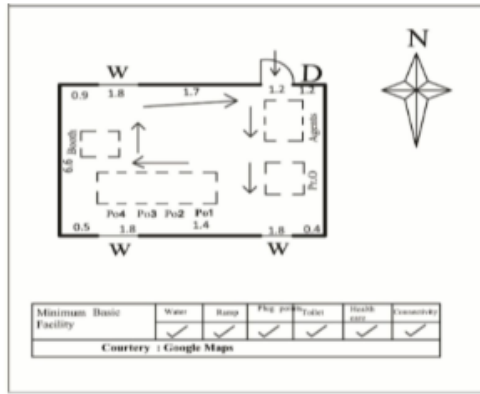 N
W D
0.9 1.8 1.7 1.2 1.2
Booth
Agents
6.6
Pr.O
Po4 Po3 Po2 Po1
0.5 1.8 1.4 1.8 0.4
W W
Minimum Basic Facility
Water Ramp Plug points Toilet Health care Connectivity
Courtery : Google Maps